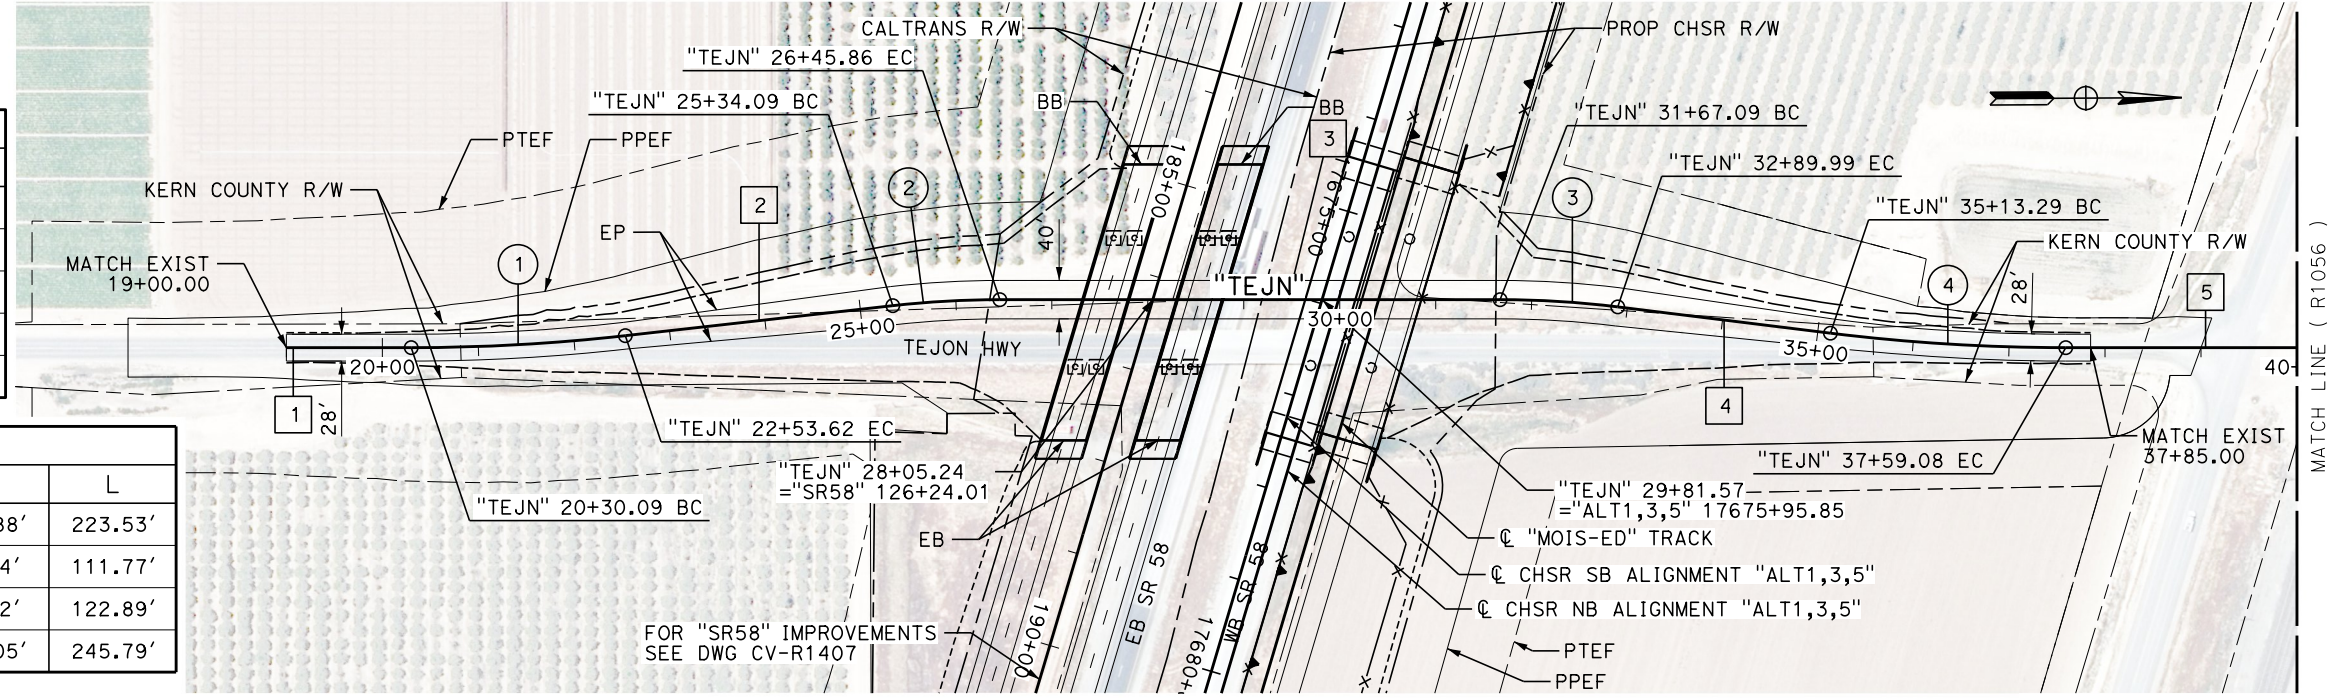 CALTRANS R/W
PROP CHSR R/W
"TEJN" 26+45.86 EC
"TEJN" 25+34.09 BC
BB
BB
"TEJN" 31+67.09 BC
PTEF
PPEF
3
"TEJN" 32+89.99 EC
KERN COUNTY R/W
2
2
185+00
17675+00
3
"TEJN" 35+13.29 BC
EP
40'
KERN COUNTY R/W
MATCH EXIST
19+00.00
1
"TEJN"
4
28'
5
25+00
30+00
TEJON HWY
35+00
20+00
40
MATCH LINE ( R1056 )
1
28'
4
"TEJN" 22+53.62 EC
MATCH EXIST
37+85.00
"TEJN" 28+05.24
="SR58" 126+24.01
"TEJN" 37+59.08 EC
L
"TEJN" 20+30.09 BC
"TEJN" 29+81.57
="ALT1,3,5" 17675+95.85
38' 223.53'
EB
℄ "MOIS-ED" TRACK
4' 111.77'
℄ CHSR SB ALIGNMENT "ALT1,3,5"
2' 122.89'
℄ CHSR NB ALIGNMENT "ALT1,3,5"
05' 245.79'
190+00
EB SR 58
WB SR 58
17680+
FOR "SR58" IMPROVEMENTS
SEE DWG CV-R1407
PTEF
PPEF